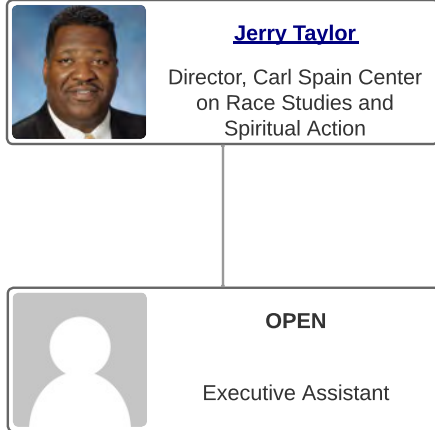 Jerry Taylor
Director, Carl Spain Center
on Race Studies and
Spiritual Action
OPEN
Executive Assistant